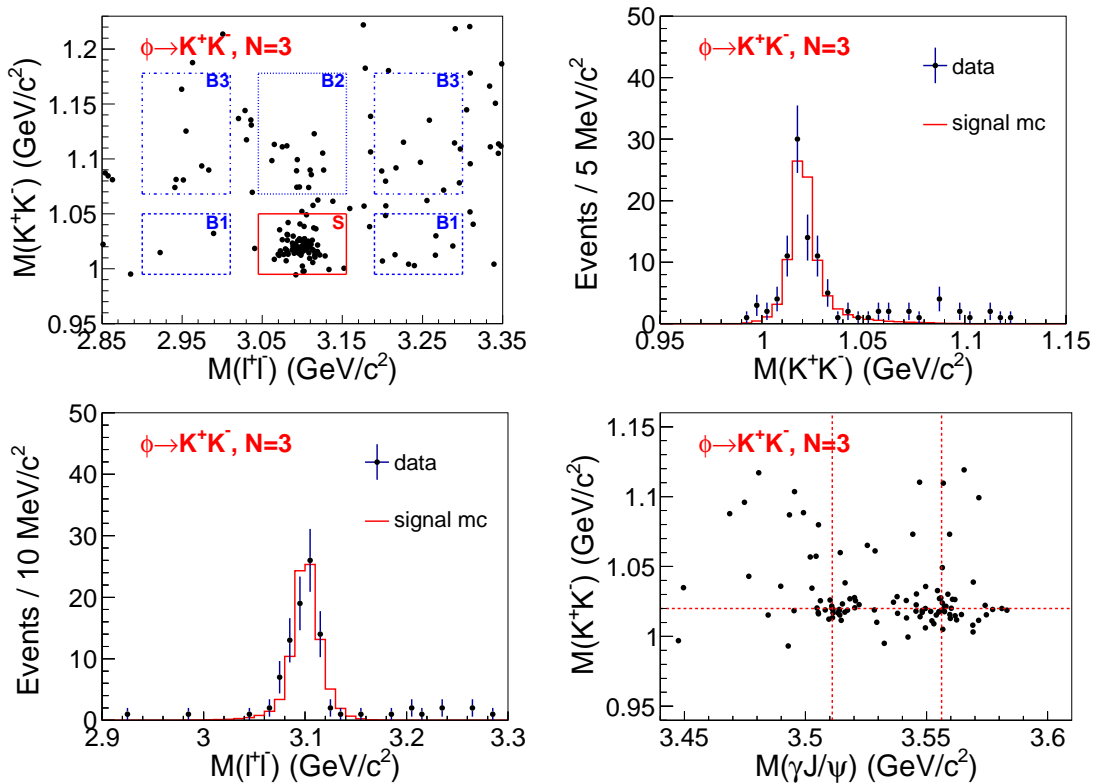 ϕ→K⁺K⁻, N=3
B3 B2 B3
B1 S B1
1.2
1.15
1.1
1.05
1
0.95
2.85 2.95 3.05 3.15 3.25 3.35
M(K⁺K⁻) (GeV/c²)
M(l⁺l⁻) (GeV/c²)
ϕ→K⁺K⁻, N=3
data
signal mc
50
40
30
20
10
0
0.95 1 1.05 1.1 1.15
Events / 5 MeV/c²
M(K⁺K⁻) (GeV/c²)
ϕ→K⁺K⁻, N=3
data
signal mc
50
40
30
20
10
0
2.9 3 3.1 3.2 3.3
Events / 10 MeV/c²
M(l⁺l⁻) (GeV/c²)
ϕ→K⁺K⁻, N=3
1.15
1.1
1.05
1
0.95
3.45 3.5 3.55 3.6
M(K⁺K⁻) (GeV/c²)
M(γJ/ψ) (GeV/c²)